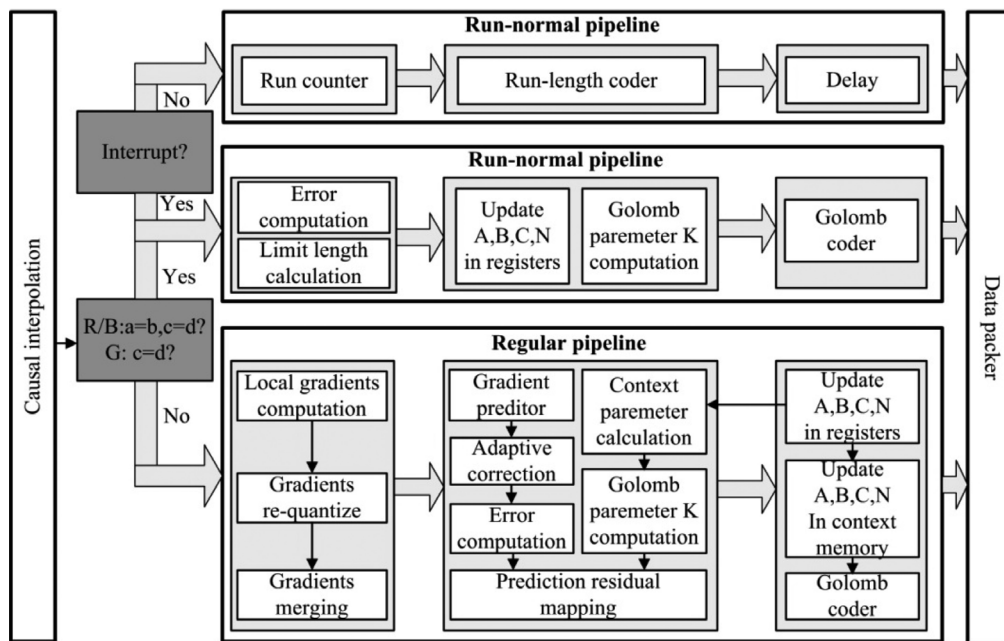 Causal interpolation
Interrupt?
R/B:a=b,c=d?
G: c=d?
No
Yes
Yes
No
Run-normal pipeline
Run counter
Run-length coder
Delay
Run-normal pipeline
Error
computation
Limit length
calculation
Update
A,B,C,N
in registers
Golomb
paremeter K
computation
Golomb
coder
Regular pipeline
Local gradients
computation
Gradients
re-quantize
Gradients
merging
Gradient
preditor
Adaptive
correction
Error
computation
Context
paremeter
calculation
Golomb
paremeter K
computation
Prediction residual
mapping
Update
A,B,C,N
in registers
Update
A,B,C,N
In context
memory
Golomb
coder
Data packer